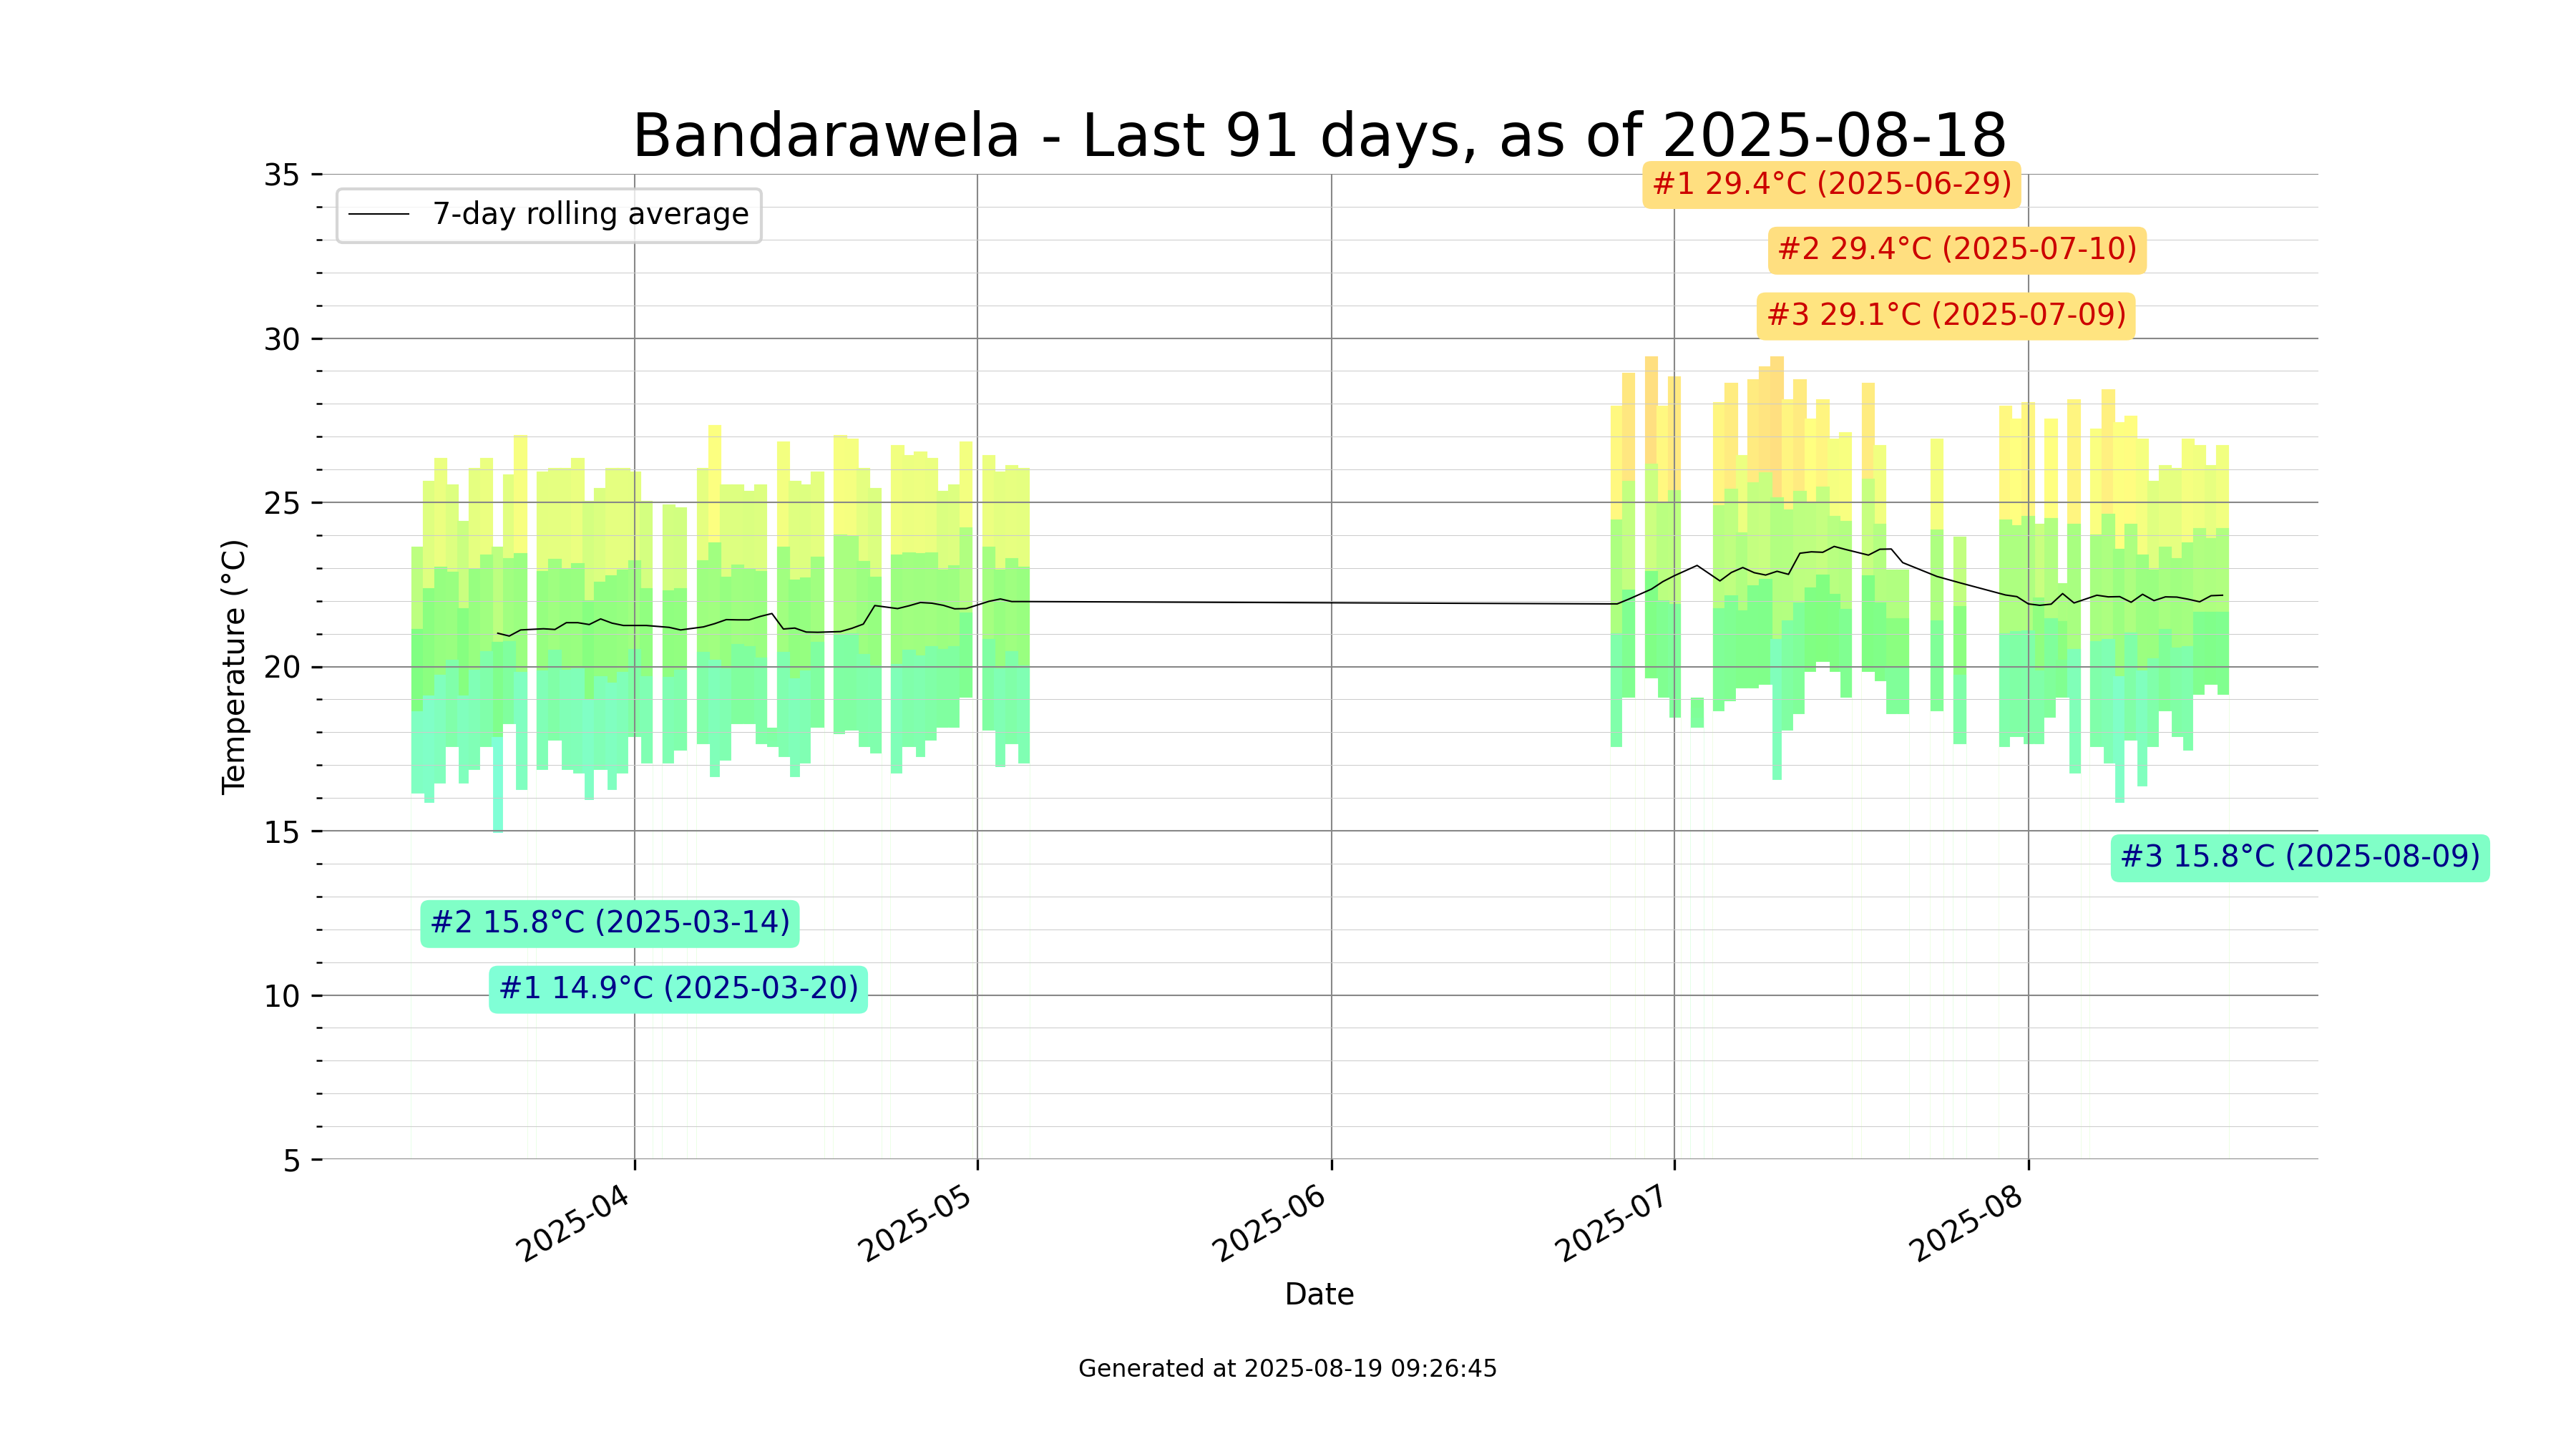 Bandarawela - Last 91 days, as of 2025-08-18
35
30
25
20
15
10
5
Temperature (°C)
7-day rolling average
#1 29.4°C (2025-06-29)
#2 29.4°C (2025-07-10)
#3 29.1°C (2025-07-09)
#3 15.8°C (2025-08-09)
#2 15.8°C (2025-03-14)
#1 14.9°C (2025-03-20)
2025-04
2025-05
2025-06
2025-07
2025-08
Date
Generated at 2025-08-19 09:26:45